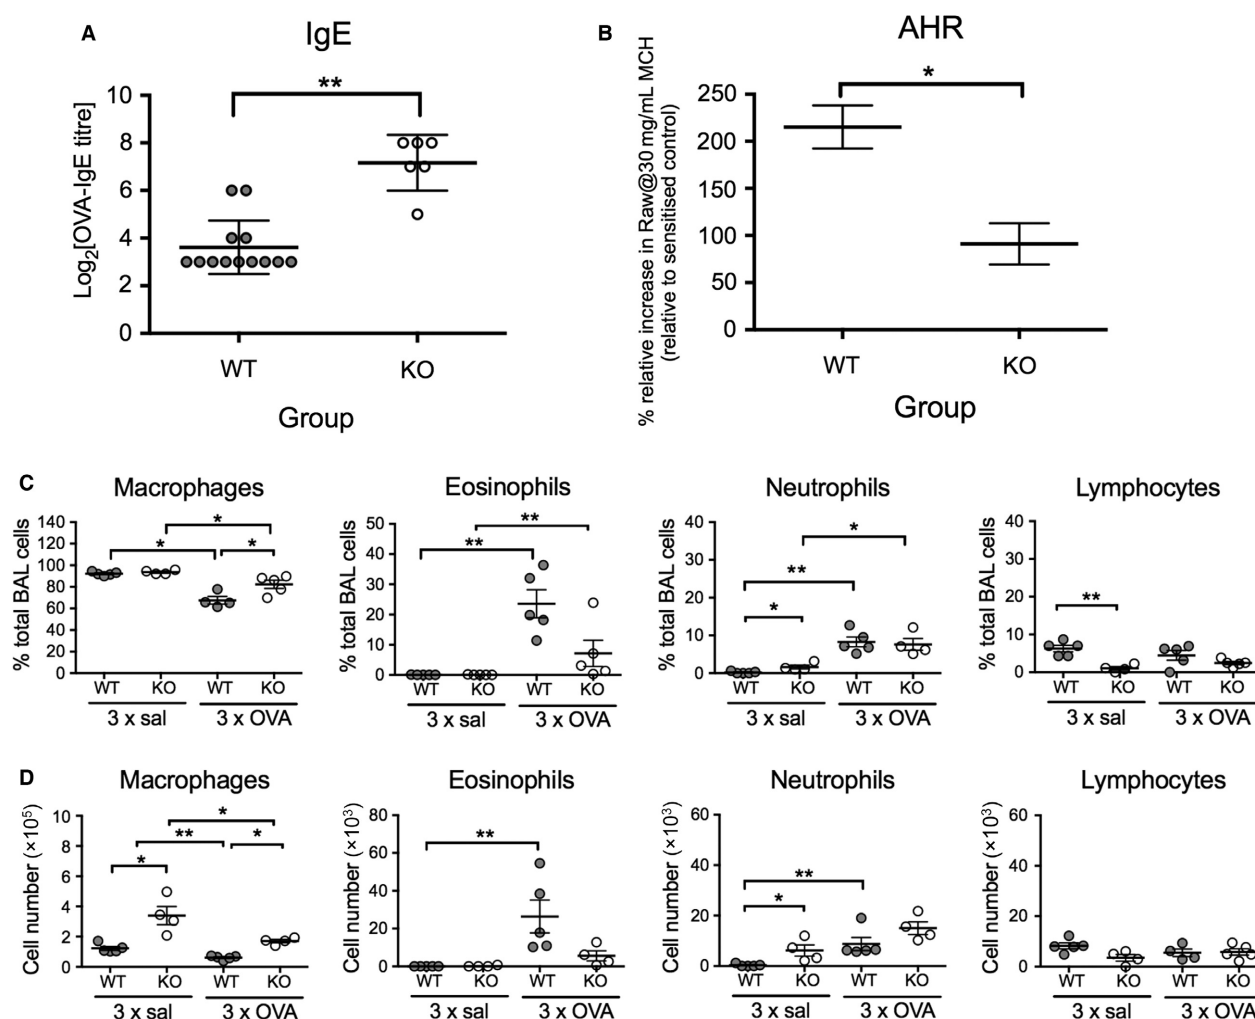 A
IgE
**
Log2[OVA-IgE titre]
10
8
6
4
2
0
WT
KO
Group
B
AHR
*
% relative increase in Raw@30 mg/mL MCH
(relative to sensitised control)
250
200
150
100
50
0
WT
KO
Group
C
Macrophages
% total BAL cells
140
120
100
80
60
40
20
0
*
*
*
WT KO WT KO
3 x sal 3 x OVA
Eosinophils
% total BAL cells
50
40
30
20
10
0
**
**
WT KO WT KO
3 x sal 3 x OVA
Neutrophils
% total BAL cells
40
30
20
10
0
*
**
*
WT KO WT KO
3 x sal 3 x OVA
Lymphocytes
% total BAL cells
40
30
20
10
0
**
WT KO WT KO
3 x sal 3 x OVA
D
Macrophages
Cell number (×10⁵)
10
8
6
4
2
0
*
** *
*
WT KO WT KO
3 x sal 3 x OVA
Eosinophils
Cell number (×10³)
80
60
40
20
0
**
WT KO WT KO
3 x sal 3 x OVA
Neutrophils
Cell number (×10³)
60
40
20
0
**
*
WT KO WT KO
3 x sal 3 x OVA
Lymphocytes
Cell number (×10³)
60
40
20
0
WT KO WT KO
3 x sal 3 x OVA